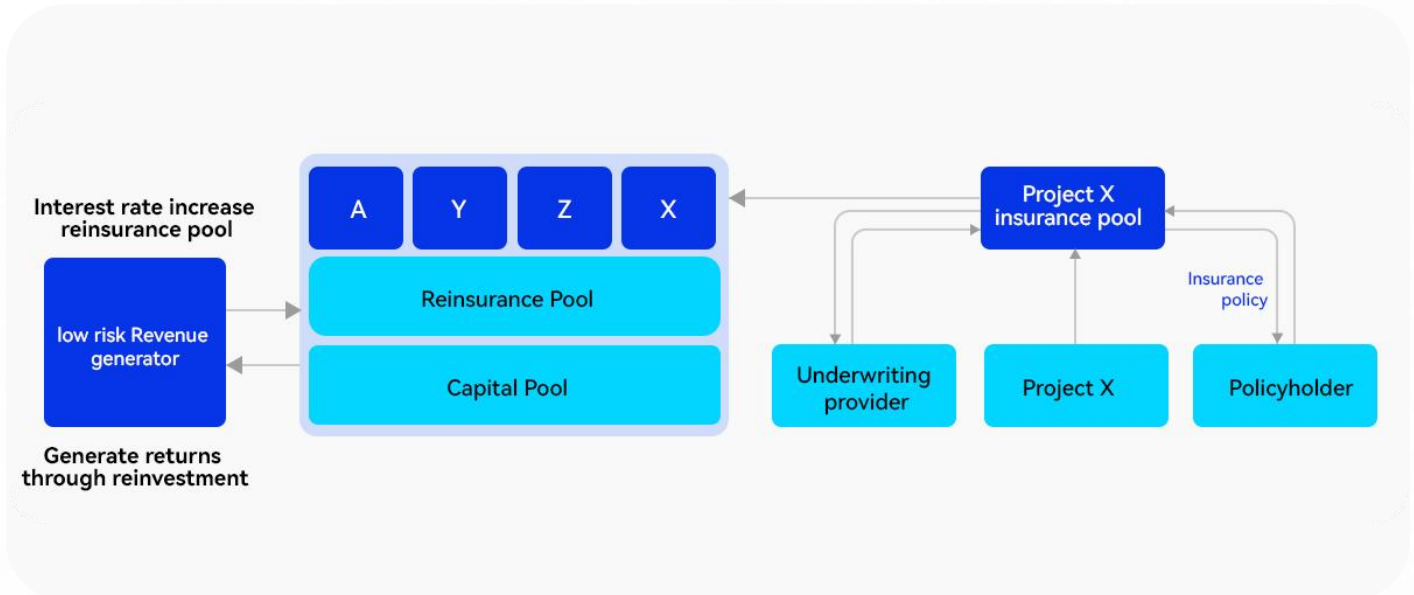 Interest rate increase
reinsurance pool
low risk Revenue
generator
Generate returns
through reinvestment
A
Y
Z
X
Reinsurance Pool
Capital Pool
Project X
insurance pool
Insurance
policy
Underwriting
provider
Project X
Policyholder